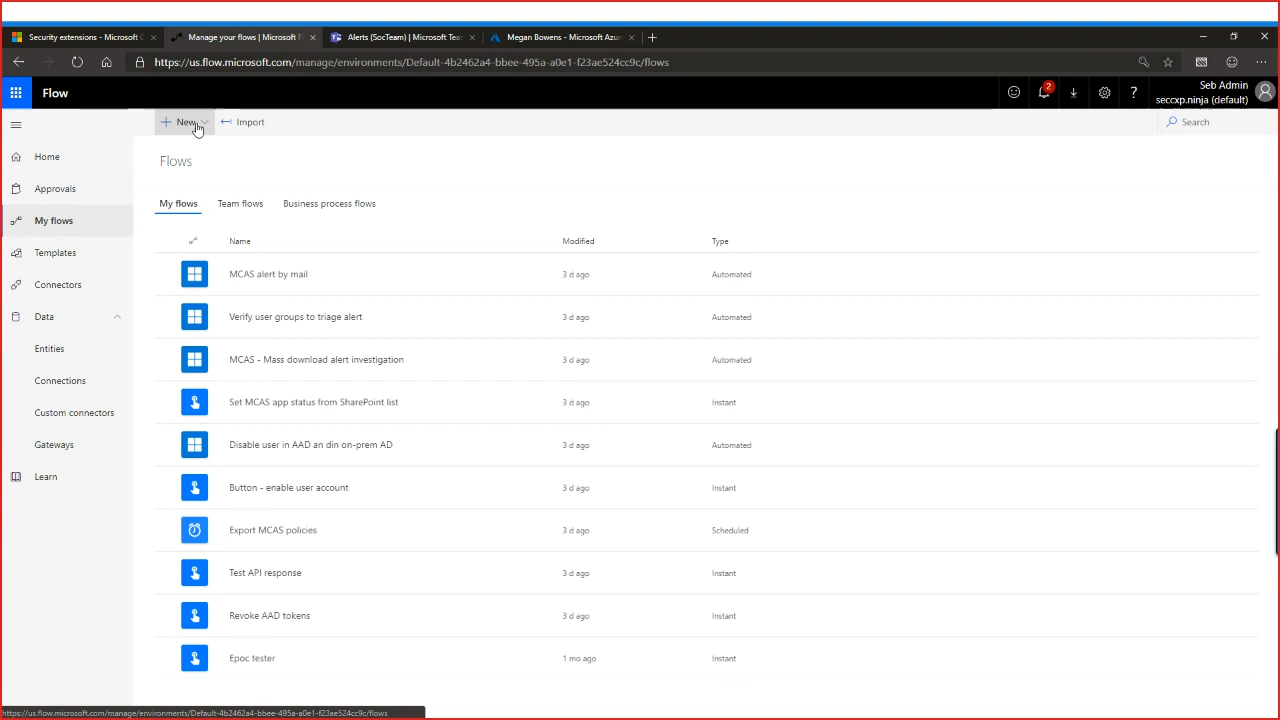 Security extensions - Microsoft C
Manage your flows | Microsoft F
Alerts (SocTeam) | Microsoft Tea
Megan Bowens - Microsoft Azu
https://us.flow.microsoft.com/manage/environments/Default-4b2462a4-bbee-495a-a0e1-f23ae524cc9c/flows
Flow
2
?
Seb Admin
seccxp.ninja (default)
New
Import
Search
Home
Approvals
My flows
Templates
Connectors
Data
Entities
Connections
Custom connectors
Gateways
Learn
Flows
My flows
Team flows
Business process flows
Name Modified Type
MCAS alert by mail 3 d ago Automated
Verify user groups to triage alert 3 d ago Automated
MCAS - Mass download alert investigation 3 d ago Automated
Set MCAS app status from SharePoint list 3 d ago Instant
Disable user in AAD an din on-prem AD 3 d ago Automated
Button - enable user account 3 d ago Instant
Export MCAS policies 3 d ago Scheduled
Test API response 3 d ago Instant
Revoke AAD tokens 3 d ago Instant
Epoc tester 1 mo ago Instant
https://us.flow.microsoft.com/manage/environments/Default-4b2462a4-bbee-495a-a0e1-f23ae524cc9c/flows